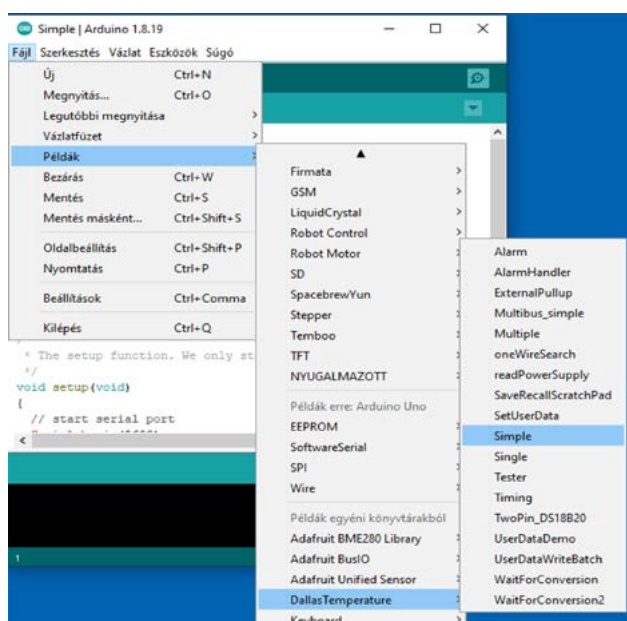 Simple | Arduino 1.8.19
Fájl Szerkesztés Vázlat Eszközök Súgó
Új Ctrl+N
Megnyitás... Ctrl+O
Legutóbbi megnyitása
Vázlatfüzet
Példák
Bezárás Ctrl+W
Mentés Ctrl+S
Mentés másként... Ctrl+Shift+S
Oldalbeállítás Ctrl+Shift+P
Nyomtatás Ctrl+P
Beállítások Ctrl+Comma
Kilépés Ctrl+Q
* The setup function. We only st
*/
void setup(void)
{
// start serial port
1
Firmata
GSM
LiquidCrystal
Robot Control
Robot Motor
SD
SpacebrewYun
Stepper
Temboo
TFT
NYUGALMAZOTT
Példák erre: Arduino Uno
EEPROM
SoftwareSerial
SPI
Wire
Példák egyéni könyvtárakból
Adafruit BME280 Library
Adafruit BusIO
Adafruit Unified Sensor
DallasTemperature
Keyboard
Alarm
AlarmHandler
ExternalPullup
Multibus_simple
Multiple
oneWireSearch
readPowerSupply
SaveRecallScratchPad
SetUserData
Simple
Single
Tester
Timing
TwoPin_DS18B20
UserDataDemo
UserDataWriteBatch
WaitForConversion
WaitForConversion2